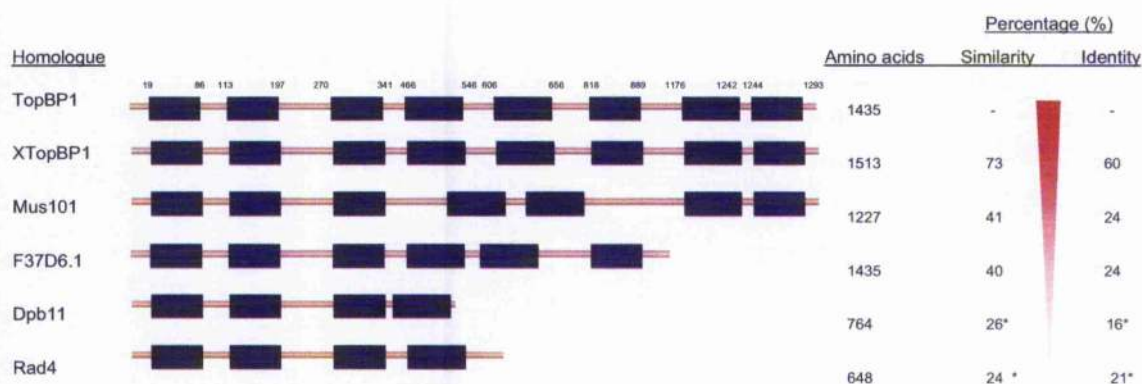 Percentage (%)
Homologue Amino acids Similarity Identity
19 86 113 197 270 341 466 546 606 656 818 880 1176 1242 1244 1293
TopBP1 1435 - -
XTopBP1 1513 73 60
Mus101 1227 41 24
F37D6.1 1435 40 24
Dpb11 764 26* 16*
Rad4 648 24 * 21*